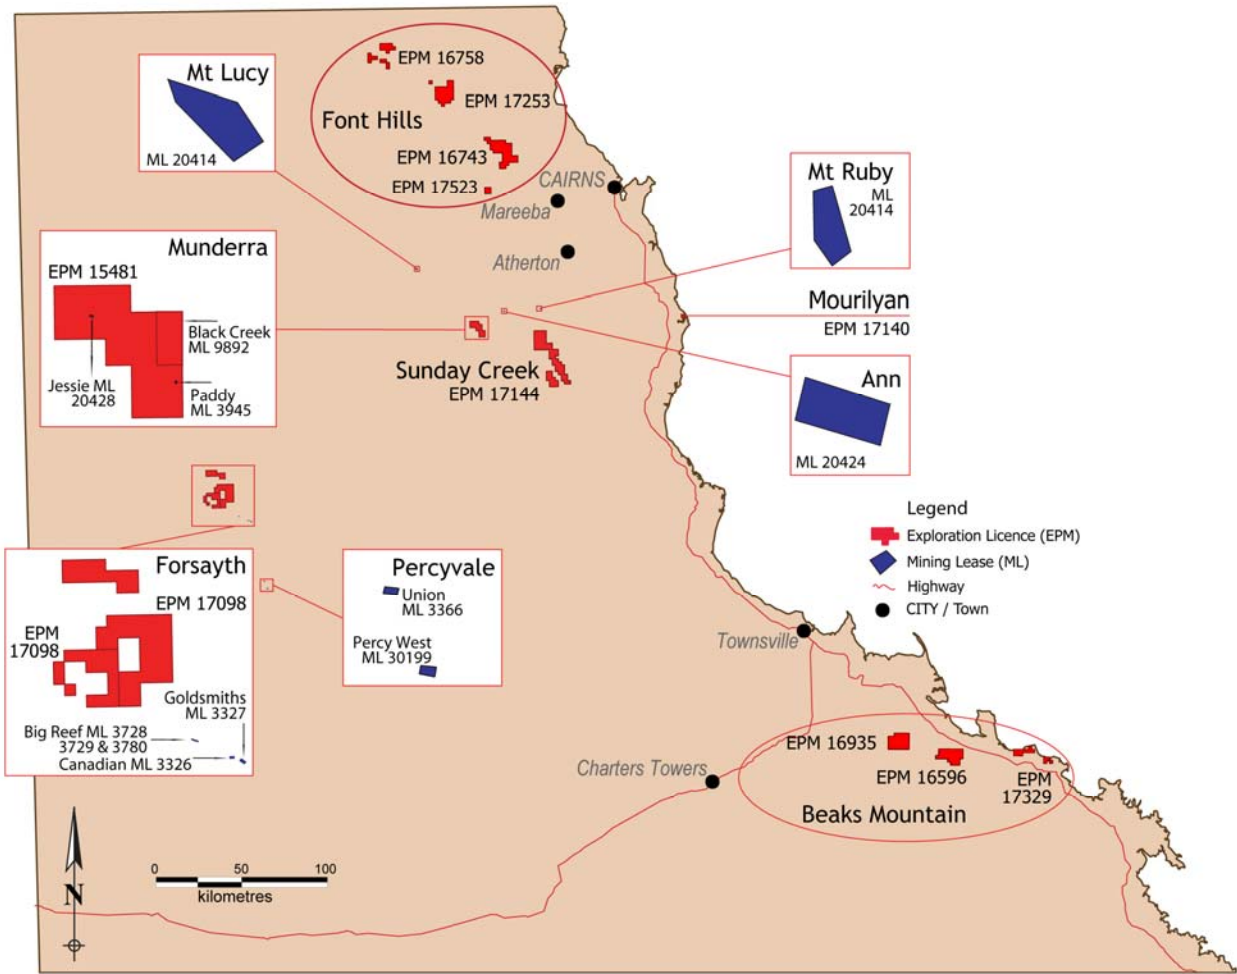 Mt Lucy
ML 20414
EPM 16758
EPM 17253
Font Hills
EPM 16743
EPM 17523
CAIRNS
Mareeba
Atherton
Mt Ruby
ML
20414
Mourilyan
EPM 17140
Munderra
EPM 15481
Black Creek
ML 9892
Jessie ML
20428
Paddy
ML 3945
Sunday Creek
EPM 17144
Ann
ML 20424
Legend
Exploration Licence (EPM)
Mining Lease (ML)
Highway
CITY / Town
Forsayth
EPM 17098
EPM
17098
Goldsmiths
ML 3327
Big Reef ML 3728
3729 & 3780
Canadian ML 3326
Percyvale
Union
ML 3366
Percy West
ML 30199
Townsville
Charters Towers
EPM 16935
EPM 16596
EPM
17329
Beaks Mountain
0 50 100
kilometres
N